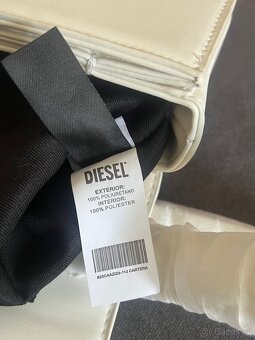 DIESEL
EXTERIOR:
100% POLIURETANO
INTERIOR:
100% POLIESTER